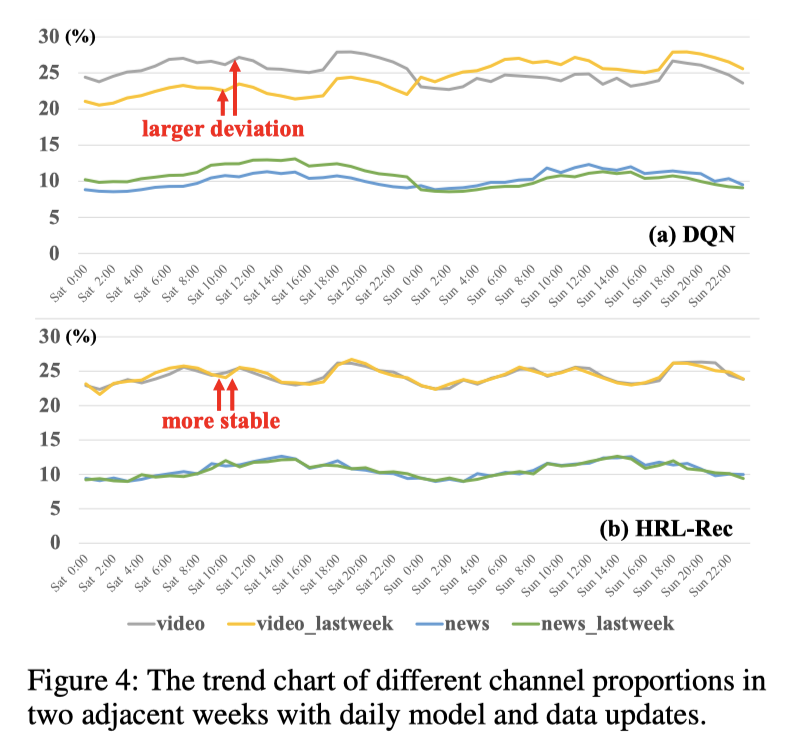 30 (%)
25
20
15
10
5
0
larger deviation
(a) DQN
Sat 0:00
Sat 2:00
Sat 4:00
Sat 6:00
Sat 8:00
Sat 10:00
Sat 12:00
Sat 14:00
Sat 16:00
Sat 18:00
Sat 20:00
Sat 22:00
Sun 0:00
Sun 2:00
Sun 4:00
Sun 6:00
Sun 8:00
Sun 10:00
Sun 12:00
Sun 14:00
Sun 16:00
Sun 18:00
Sun 20:00
Sun 22:00
30 (%)
25
20
15
10
5
0
more stable
(b) HRL-Rec
Sat 0:00
Sat 2:00
Sat 4:00
Sat 6:00
Sat 8:00
Sat 10:00
Sat 12:00
Sat 14:00
Sat 16:00
Sat 18:00
Sat 20:00
Sat 22:00
Sun 0:00
Sun 2:00
Sun 4:00
Sun 6:00
Sun 8:00
Sun 10:00
Sun 12:00
Sun 14:00
Sun 16:00
Sun 18:00
Sun 20:00
Sun 22:00
video video_lastweek news news_lastweek
Figure 4: The trend chart of different channel proportions in
two adjacent weeks with daily model and data updates.